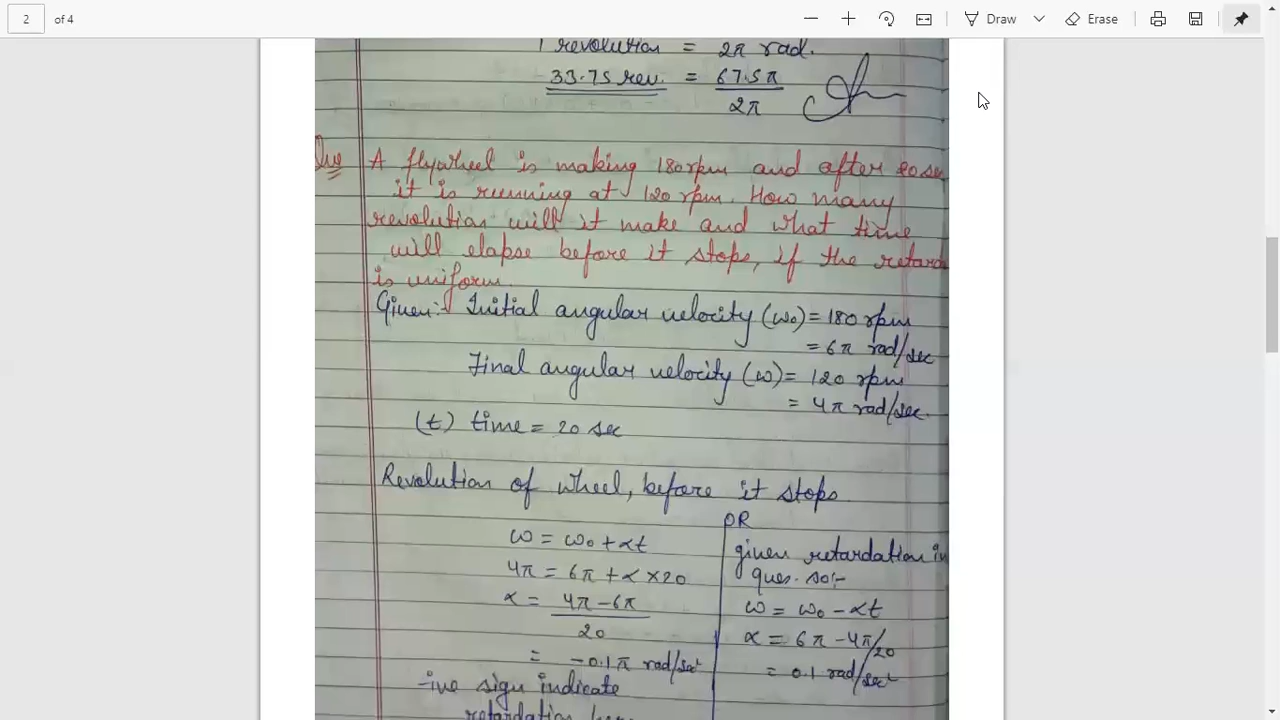 2 of 4 Draw Erase
1 revolution = 2π rad.
33.75 rev. = 67.5π
2π
Que A flywheel is making 180rpm and after 20sec
it is running at 120 rpm. How many
revolution will it make and what time
will elapse before it stops, if the retard
is uniform.
Given:- Initial angular velocity (ω₀) = 180 rpm
= 6π rad/sec
Final angular velocity (ω) = 120 rpm
= 4π rad/sec.
(t) time = 20 sec
Revolution of wheel, before it stops
OR
ω = ω₀ + αt
4π = 6π + α × 20
α = 4π - 6π
20
= -0.1π rad/sec²
-ive sign indicate
retardation
given retardation in
ques. so:-
ω = ω₀ - αt
α = 6π - 4π/20
= 0.1 rad/sec²